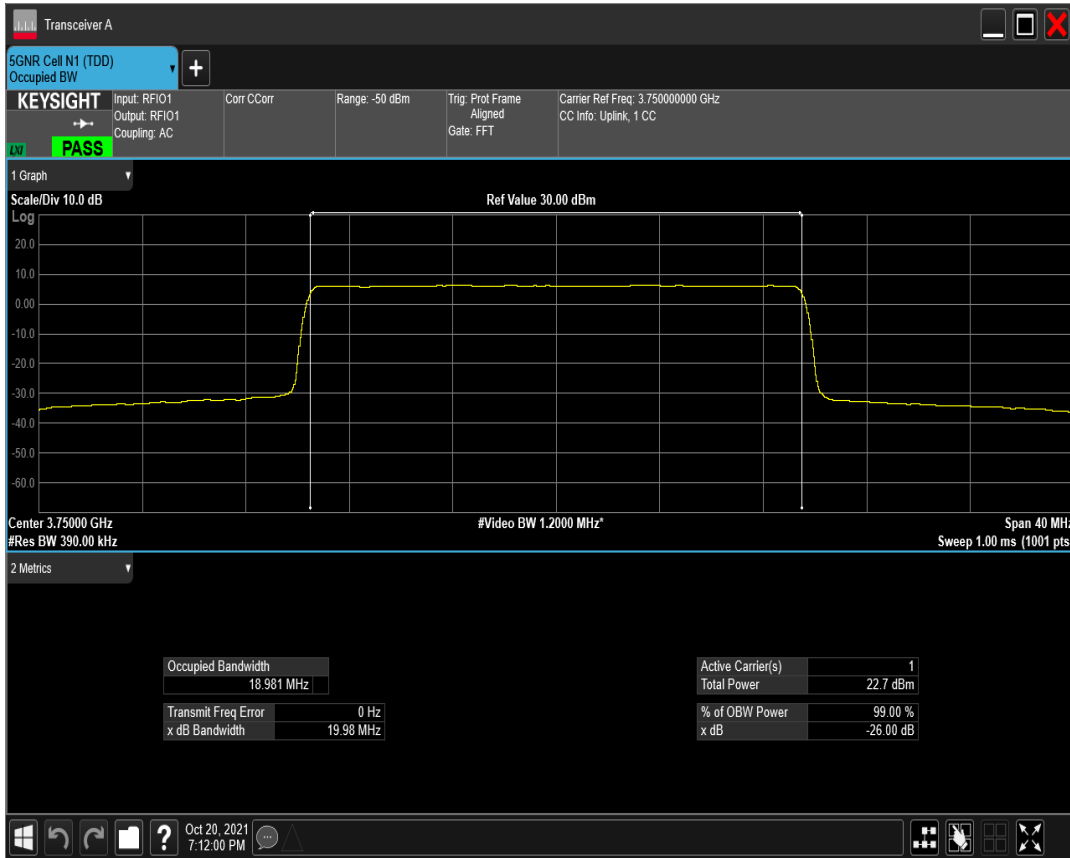 Transceiver A
5GNR Cell N1 (TDD)
Occupied BW
+
KEYSIGHT
Input: RFIO1
Output: RFIO1
Coupling: AC
Corr CCorr
Range: -50 dBm
Trig: Prot Frame
Aligned
Gate: FFT
Carrier Ref Freq: 3.750000000 GHz
CC Info: Uplink, 1 CC
LXI
PASS
1 Graph
Scale/Div 10.0 dB
Ref Value 30.00 dBm
Log
20.0
10.0
0.00
-10.0
-20.0
-30.0
-40.0
-50.0
-60.0
Center 3.75000 GHz
#Video BW 1.2000 MHz*
Span 40 MHz
#Res BW 390.00 kHz
Sweep 1.00 ms (1001 pts
2 Metrics
Occupied Bandwidth
18.981 MHz
Transmit Freq Error 0 Hz
x dB Bandwidth 19.98 MHz
Active Carrier(s) 1
Total Power 22.7 dBm
% of OBW Power 99.00 %
x dB -26.00 dB
?
Oct 20, 2021
7:12:00 PM